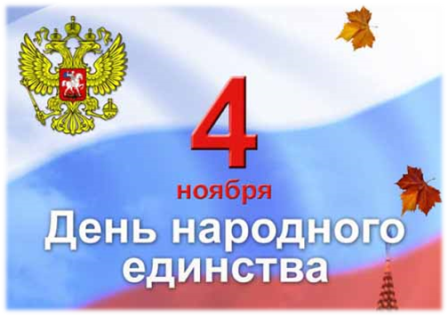 4
ноября
День народного
единства